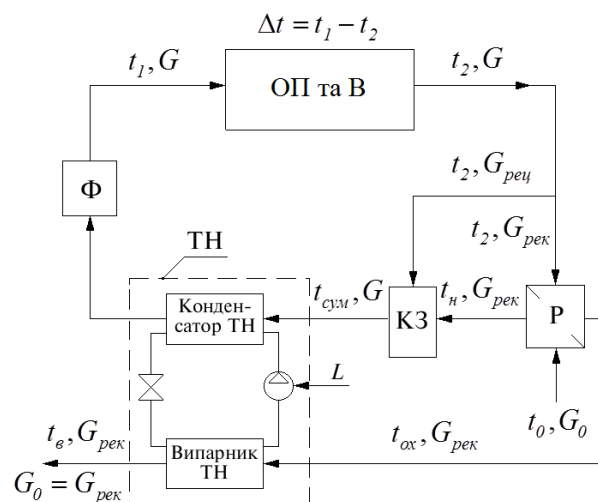 Δt = t₁ − t₂
t₁, G
ОП та В
t₂, G
Ф
t₂, Gрец
t₂, Gрек
ТН
Конден-
сатор ТН
tсум, G
КЗ
tн, Gрек
Р
L
t₀, G₀
tв, Gрек
Випарник
ТН
tох, Gрек
G₀ = Gрек